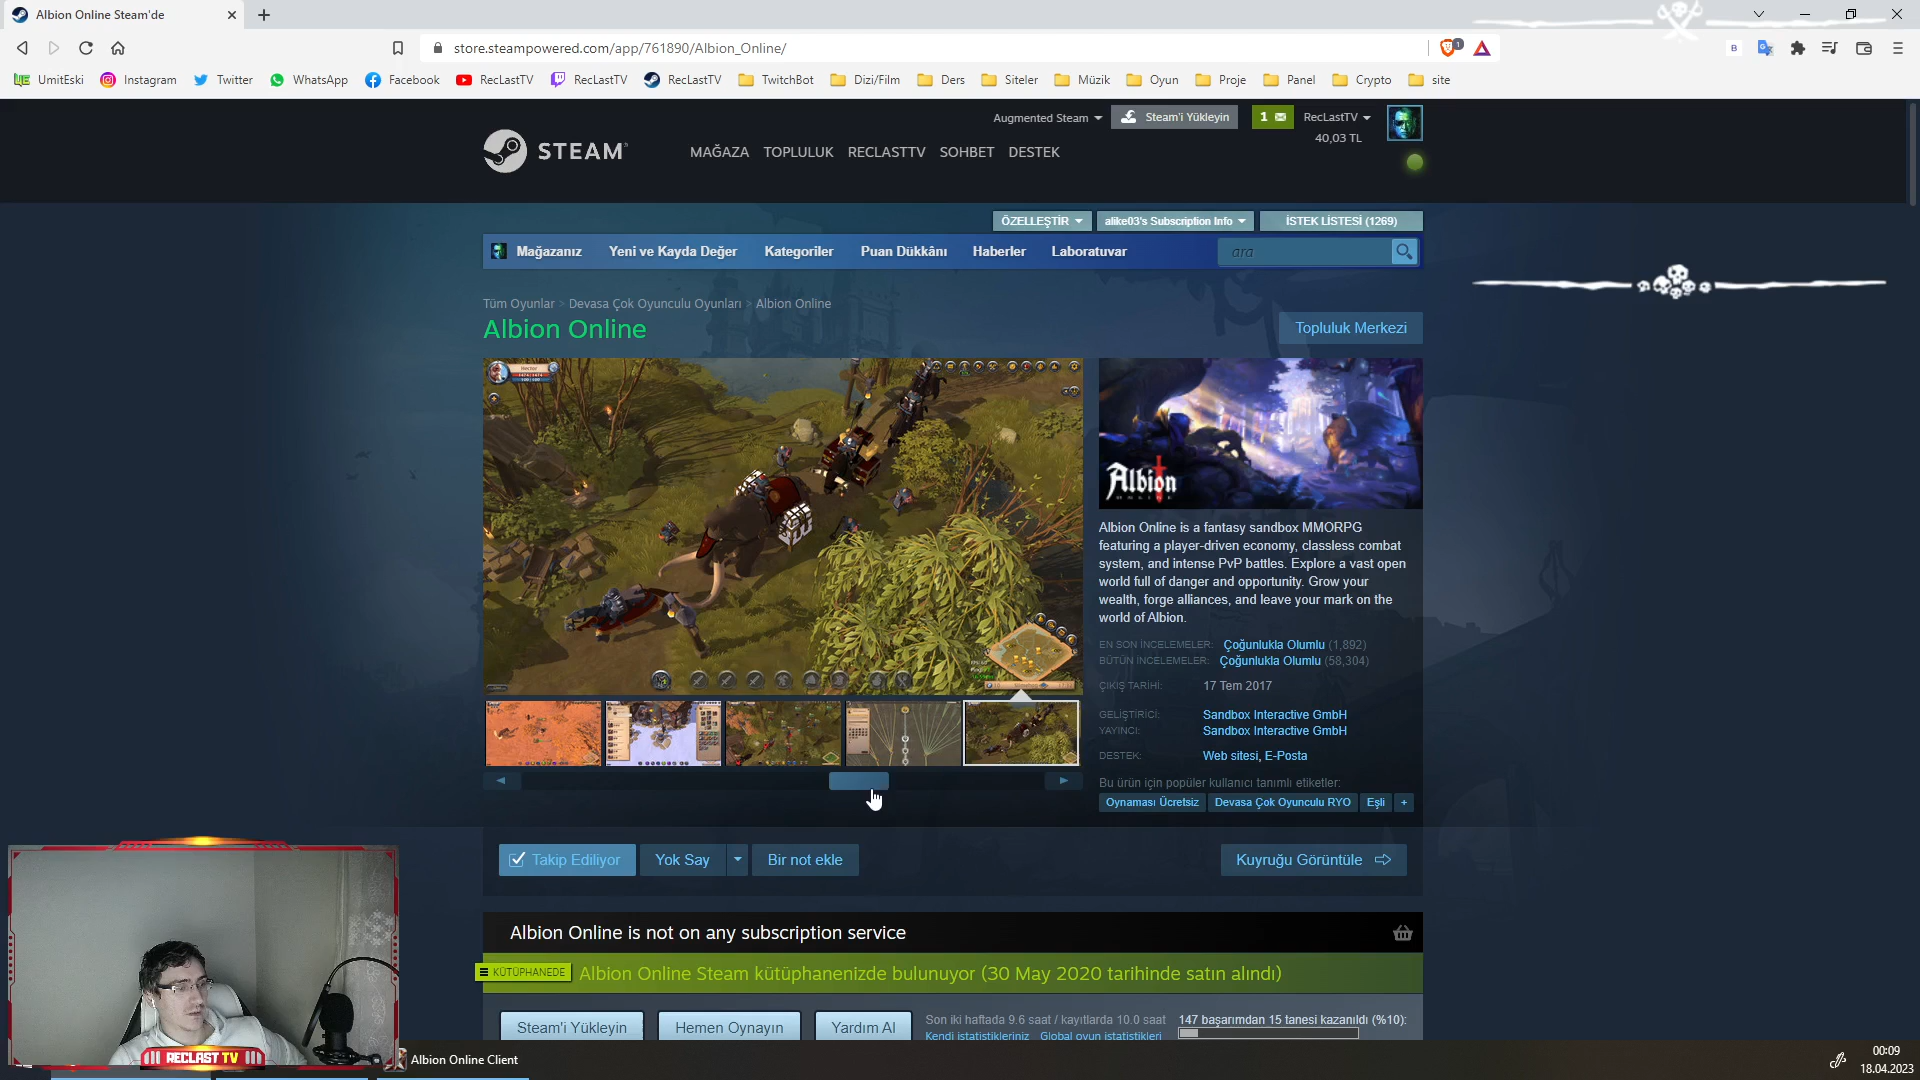 Albion Online Steam'de
store.steampowered.com/app/761890/Albion_Online/
1
B
UE UmitEski Instagram Twitter WhatsApp Facebook RecLastTV RecLastTV RecLastTV TwitchBot Dizi/Film Ders Siteler Müzik Oyun Proje Panel Crypto site
Augmented Steam Steam'i Yükleyin 1 RecLastTV
40,03 TL
STEAM
MAĞAZA TOPLULUK RECLASTTV SOHBET DESTEK
ÖZELLEŞTİR alike03's Subscription Info İSTEK LİSTESİ (1269)
Mağazanız Yeni ve Kayda Değer Kategoriler Puan Dükkânı Haberler Laboratuvar ara
Tüm Oyunlar > Devasa Çok Oyunculu Oyunları > Albion Online
Albion Online
Topluluk Merkezi
Albion
ONLINE
Albion Online is a fantasy sandbox MMORPG
featuring a player-driven economy, classless combat
system, and intense PvP battles. Explore a vast open
world full of danger and opportunity. Grow your
wealth, forge alliances, and leave your mark on the
world of Albion.
EN SON İNCELEMELER: Çoğunlukla Olumlu (1,892)
BÜTÜN İNCELEMELER: Çoğunlukla Olumlu (58,304)
ÇIKIŞ TARİHİ: 17 Tem 2017
GELİŞTİRİCİ: Sandbox Interactive GmbH
YAYINCI: Sandbox Interactive GmbH
DESTEK: Web sitesi, E-Posta
Bu ürün için popüler kullanıcı tanımlı etiketler:
Oynaması Ücretsiz Devasa Çok Oyunculu RYO Eşli +
Takip Ediliyor Yok Say Bir not ekle Kuyruğu Görüntüle
Albion Online is not on any subscription service
KÜTÜPHANEDE Albion Online Steam kütüphanenizde bulunuyor (30 May 2020 tarihinde satın alındı)
Steam'i Yükleyin Hemen Oynayın Yardım Al
Son iki haftada 9.6 saat / kayıtlarda 10.0 saat
Kendi istatistikleriniz Global oyun istatistikleri
147 başarımdan 15 tanesi kazanıldı (%10):
RECLAST TV
Albion Online Client
00:09
18.04.2023